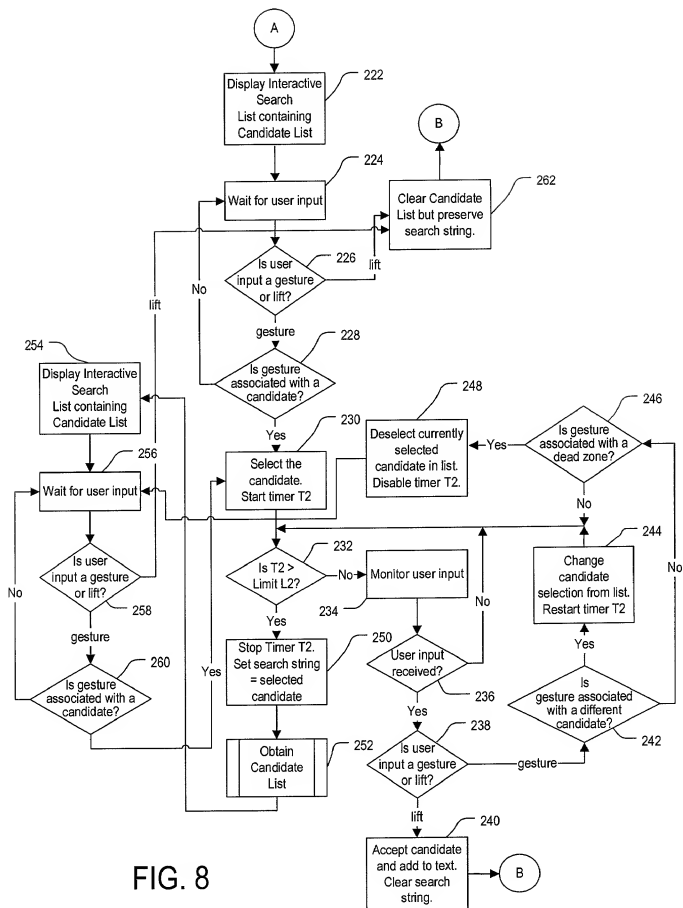 A
Display Interactive
Search
List containing
Candidate List
222
B
224
Wait for user input
Clear Candidate
List but preserve
search string.
262
226
Is user
input a gesture
or lift?
lift
No
lift
gesture
228
Is gesture
associated with a
candidate?
254
Display Interactive
Search
List containing
Candidate List
Yes
230
Select the
candidate.
Start timer T2
248
Deselect currently
selected
candidate in list.
Disable timer T2.
Yes
246
Is gesture
associated with a
dead zone?
No
256
Wait for user input
232
Is T2 >
Limit L2?
No
Monitor user input
234
No
244
Change
candidate
selection from list.
Restart timer T2
No
No
Is user
input a gesture
or lift?
258
gesture
Yes
Stop Timer T2.
Set search string
= selected
candidate
250
User input
received?
236
Yes
Is
gesture associated
with a different
candidate?
242
260
Is gesture
associated with a
candidate?
Yes
Yes
238
Is user
input a gesture
or lift?
gesture
Obtain
Candidate
List
252
lift
240
Accept candidate
and add to text.
Clear search
string.
B
FIG. 8